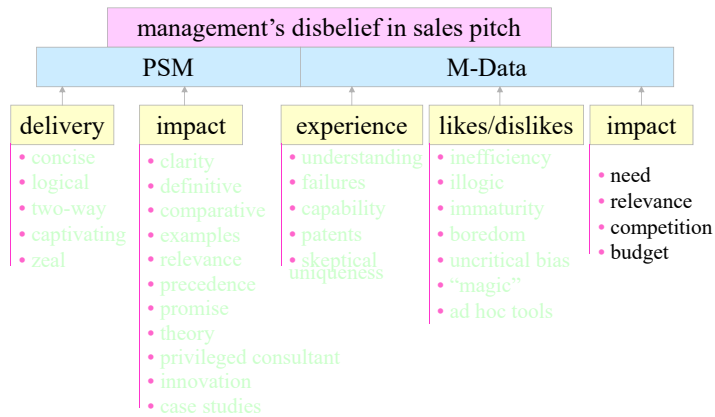 management’s disbelief in sales pitch
PSM
M-Data
delivery
• concise
• logical
• two-way
• captivating
• zeal
impact
• clarity
• definitive
• comparative
• examples
• relevance
• precedence
• promise
• theory
• privileged consultant
• innovation
• case studies
experience
• understanding
• failures
• capability
• patents
• skeptical
uniqueness
likes/dislikes
• inefficiency
• illogic
• immaturity
• boredom
• uncritical bias
• “magic”
• ad hoc tools
impact
• need
• relevance
• competition
• budget